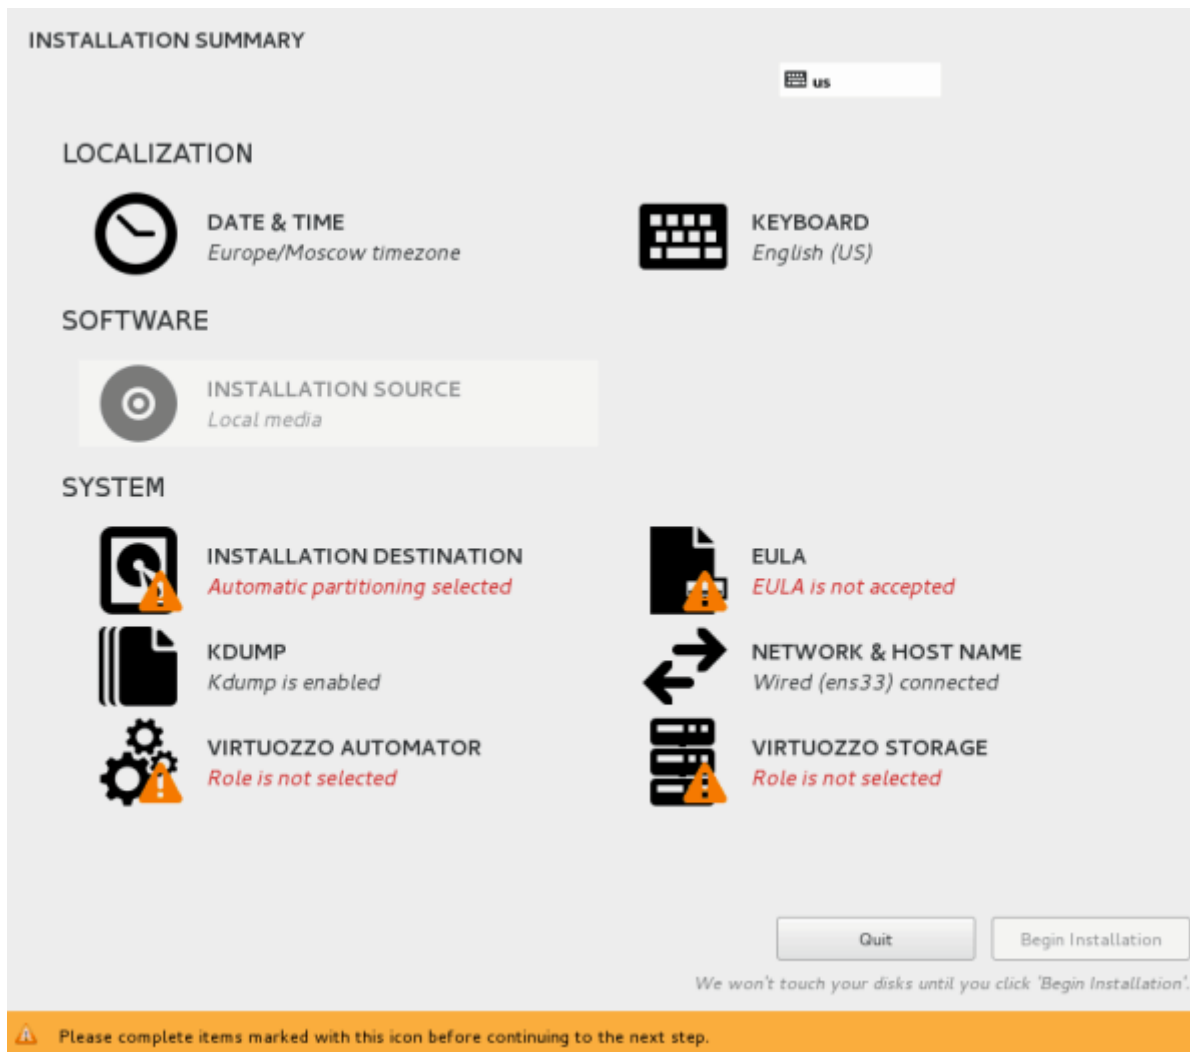 INSTALLATION SUMMARY
us
LOCALIZATION
DATE & TIME
Europe/Moscow timezone
KEYBOARD
English (US)
SOFTWARE
INSTALLATION SOURCE
Local media
SYSTEM
INSTALLATION DESTINATION
Automatic partitioning selected
EULA
EULA is not accepted
KDUMP
Kdump is enabled
NETWORK & HOST NAME
Wired (ens33) connected
VIRTUOZZO AUTOMATOR
Role is not selected
VIRTUOZZO STORAGE
Role is not selected
Quit
Begin Installation
We won't touch your disks until you click 'Begin Installation'.
Please complete items marked with this icon before continuing to the next step.